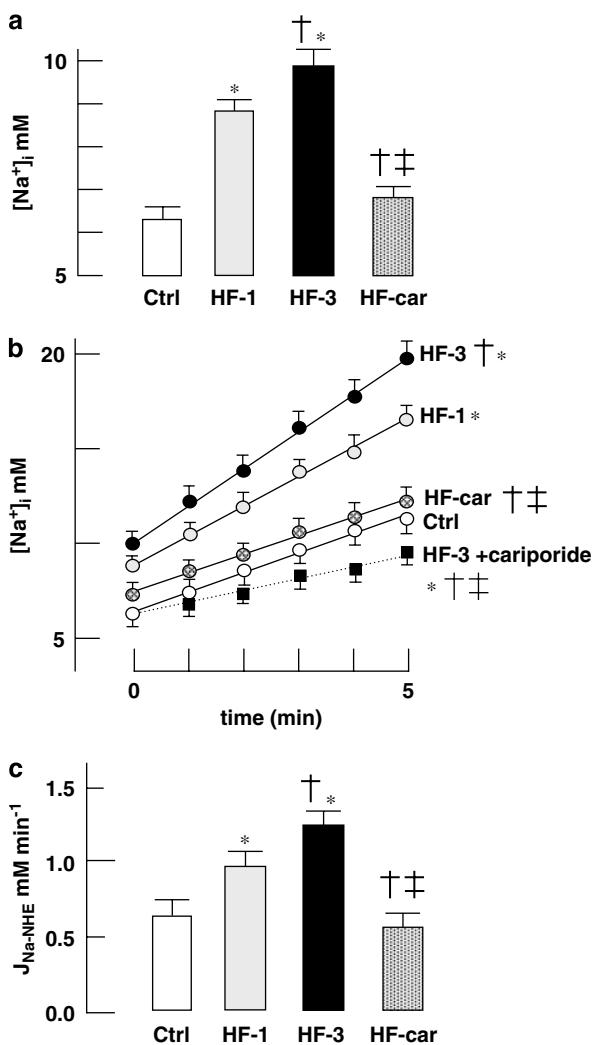 a
† *
10
*
[Na+]i mM
†‡
5
Ctrl HF-1 HF-3 HF-car
b
20
HF-3 †*
HF-1*
[Na+]i mM
HF-car †‡
Ctrl
HF-3 +cariporide
* †‡
5
0 5
time (min)
c
1.5
† *
*
1.0
†‡
JNa-NHE mM min-1
0.5
0.0
Ctrl HF-1 HF-3 HF-car